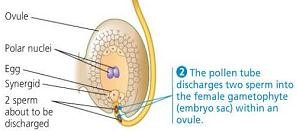 Ovule
Polar nuclei
Egg
Synergid
2 sperm
about to be
discharged
2 The pollen tube
discharges two sperm into
the female gametophyte
(embryo sac) within an
ovule.